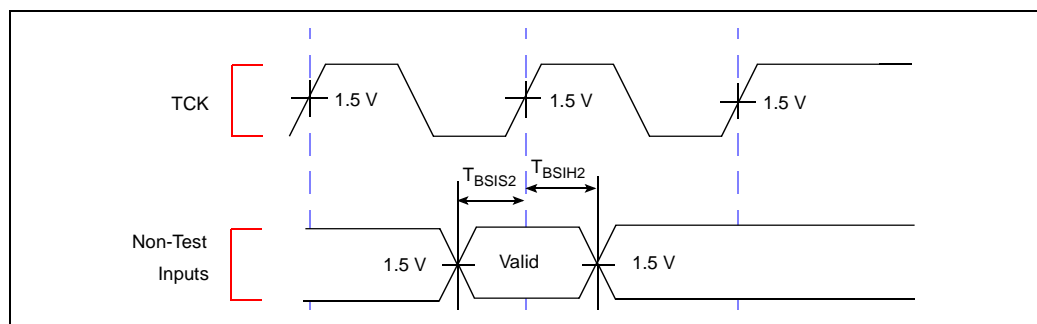 TCK
1.5 V
1.5 V
1.5 V
TBSIS2
TBSIH2
Non-Test
Inputs
1.5 V
Valid
1.5 V